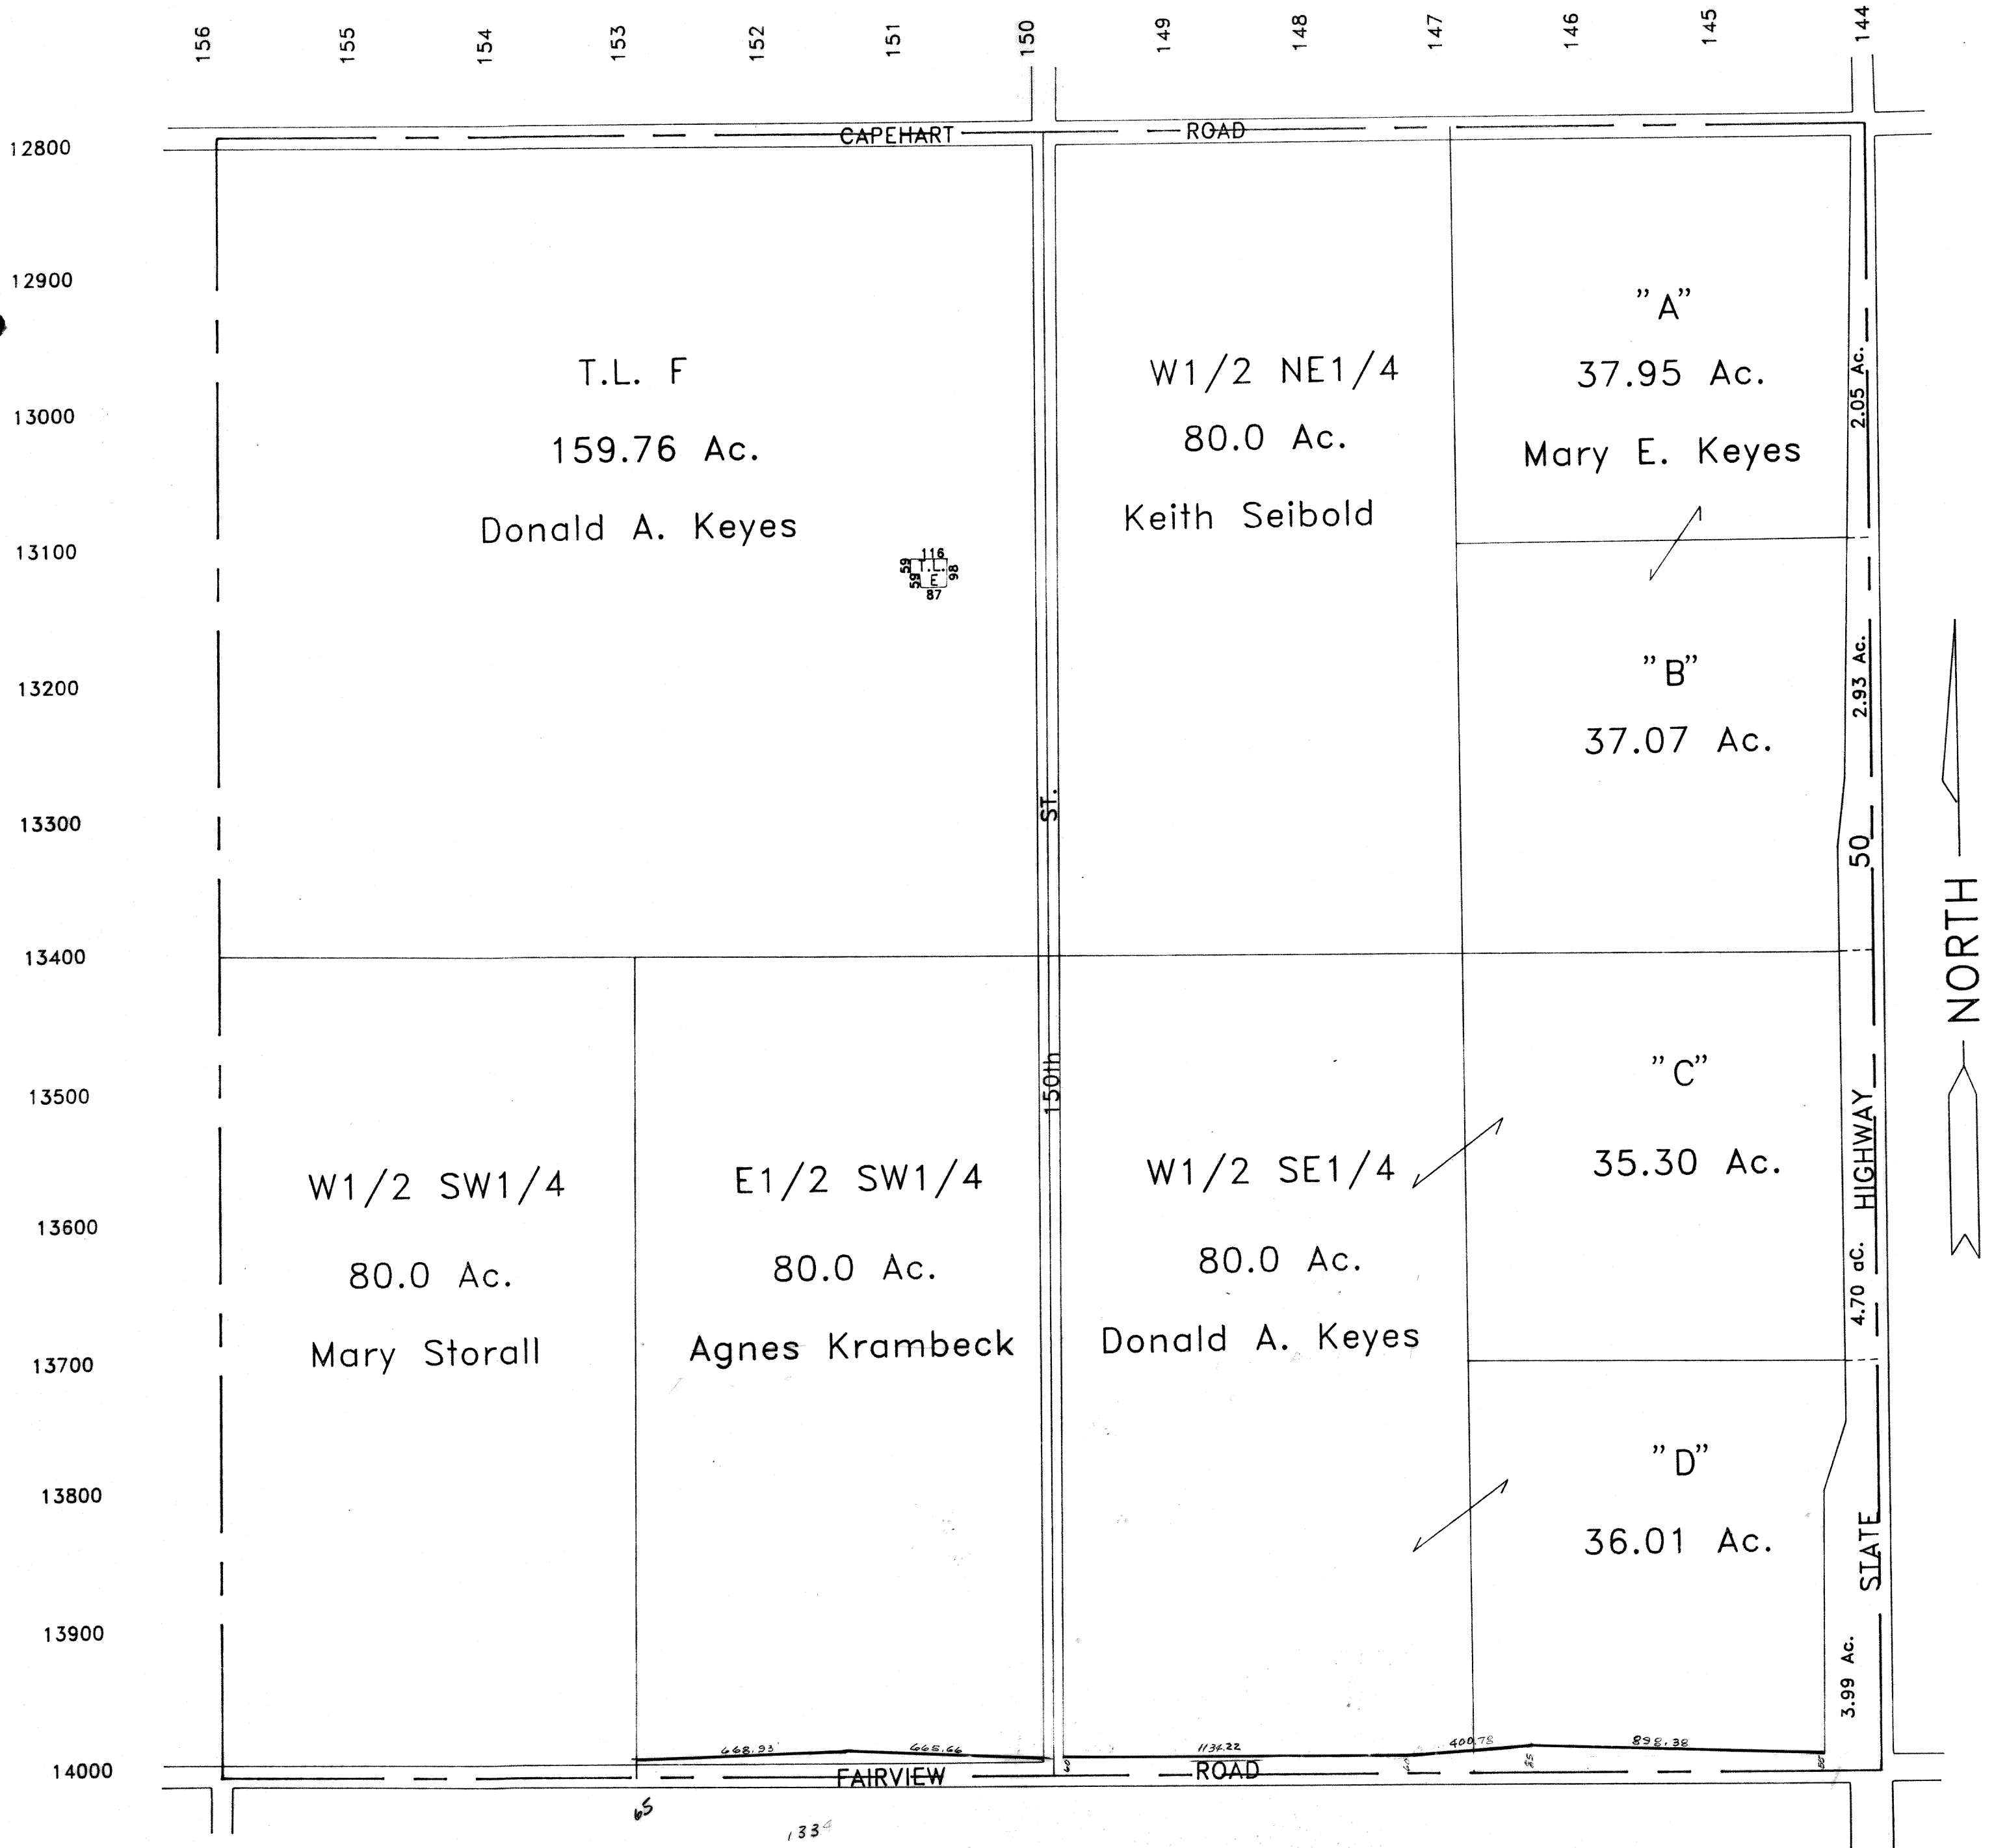 156 155 154 153 152 151 150 149 148 147 146 145 144
CAPEHART ROAD
12800
12900
13000
13100
13200
13300
13400
13500
13600
13700
13800
13900
14000
T.L. F
159.76 Ac.
Donald A. Keyes
116
59 T.L. 98
59 E
87
W1/2 NE1/4
80.0 Ac.
Keith Seibold
"A"
37.95 Ac.
Mary E. Keyes
2.05 Ac.
"B"
37.07 Ac.
2.93 Ac.
150th ST.
W1/2 SW1/4
80.0 Ac.
Mary Storall
E1/2 SW1/4
80.0 Ac.
Agnes Krambeck
W1/2 SE1/4
80.0 Ac.
Donald A. Keyes
"C"
35.30 Ac.
4.70 aC.
"D"
36.01 Ac.
3.99 Ac.
STATE HIGHWAY 50
NORTH
668.93 665.66 1134.22 400.78 898.38
FAIRVIEW ROAD
65
1334